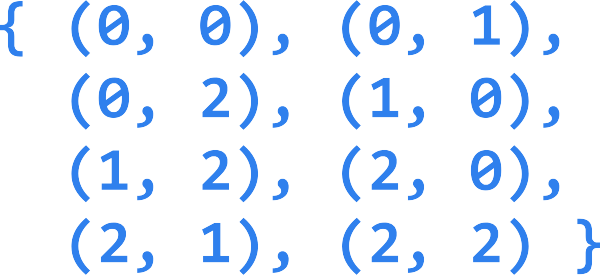 { (0, 0), (0, 1),
(0, 2), (1, 0),
(1, 2), (2, 0),
(2, 1), (2, 2) }